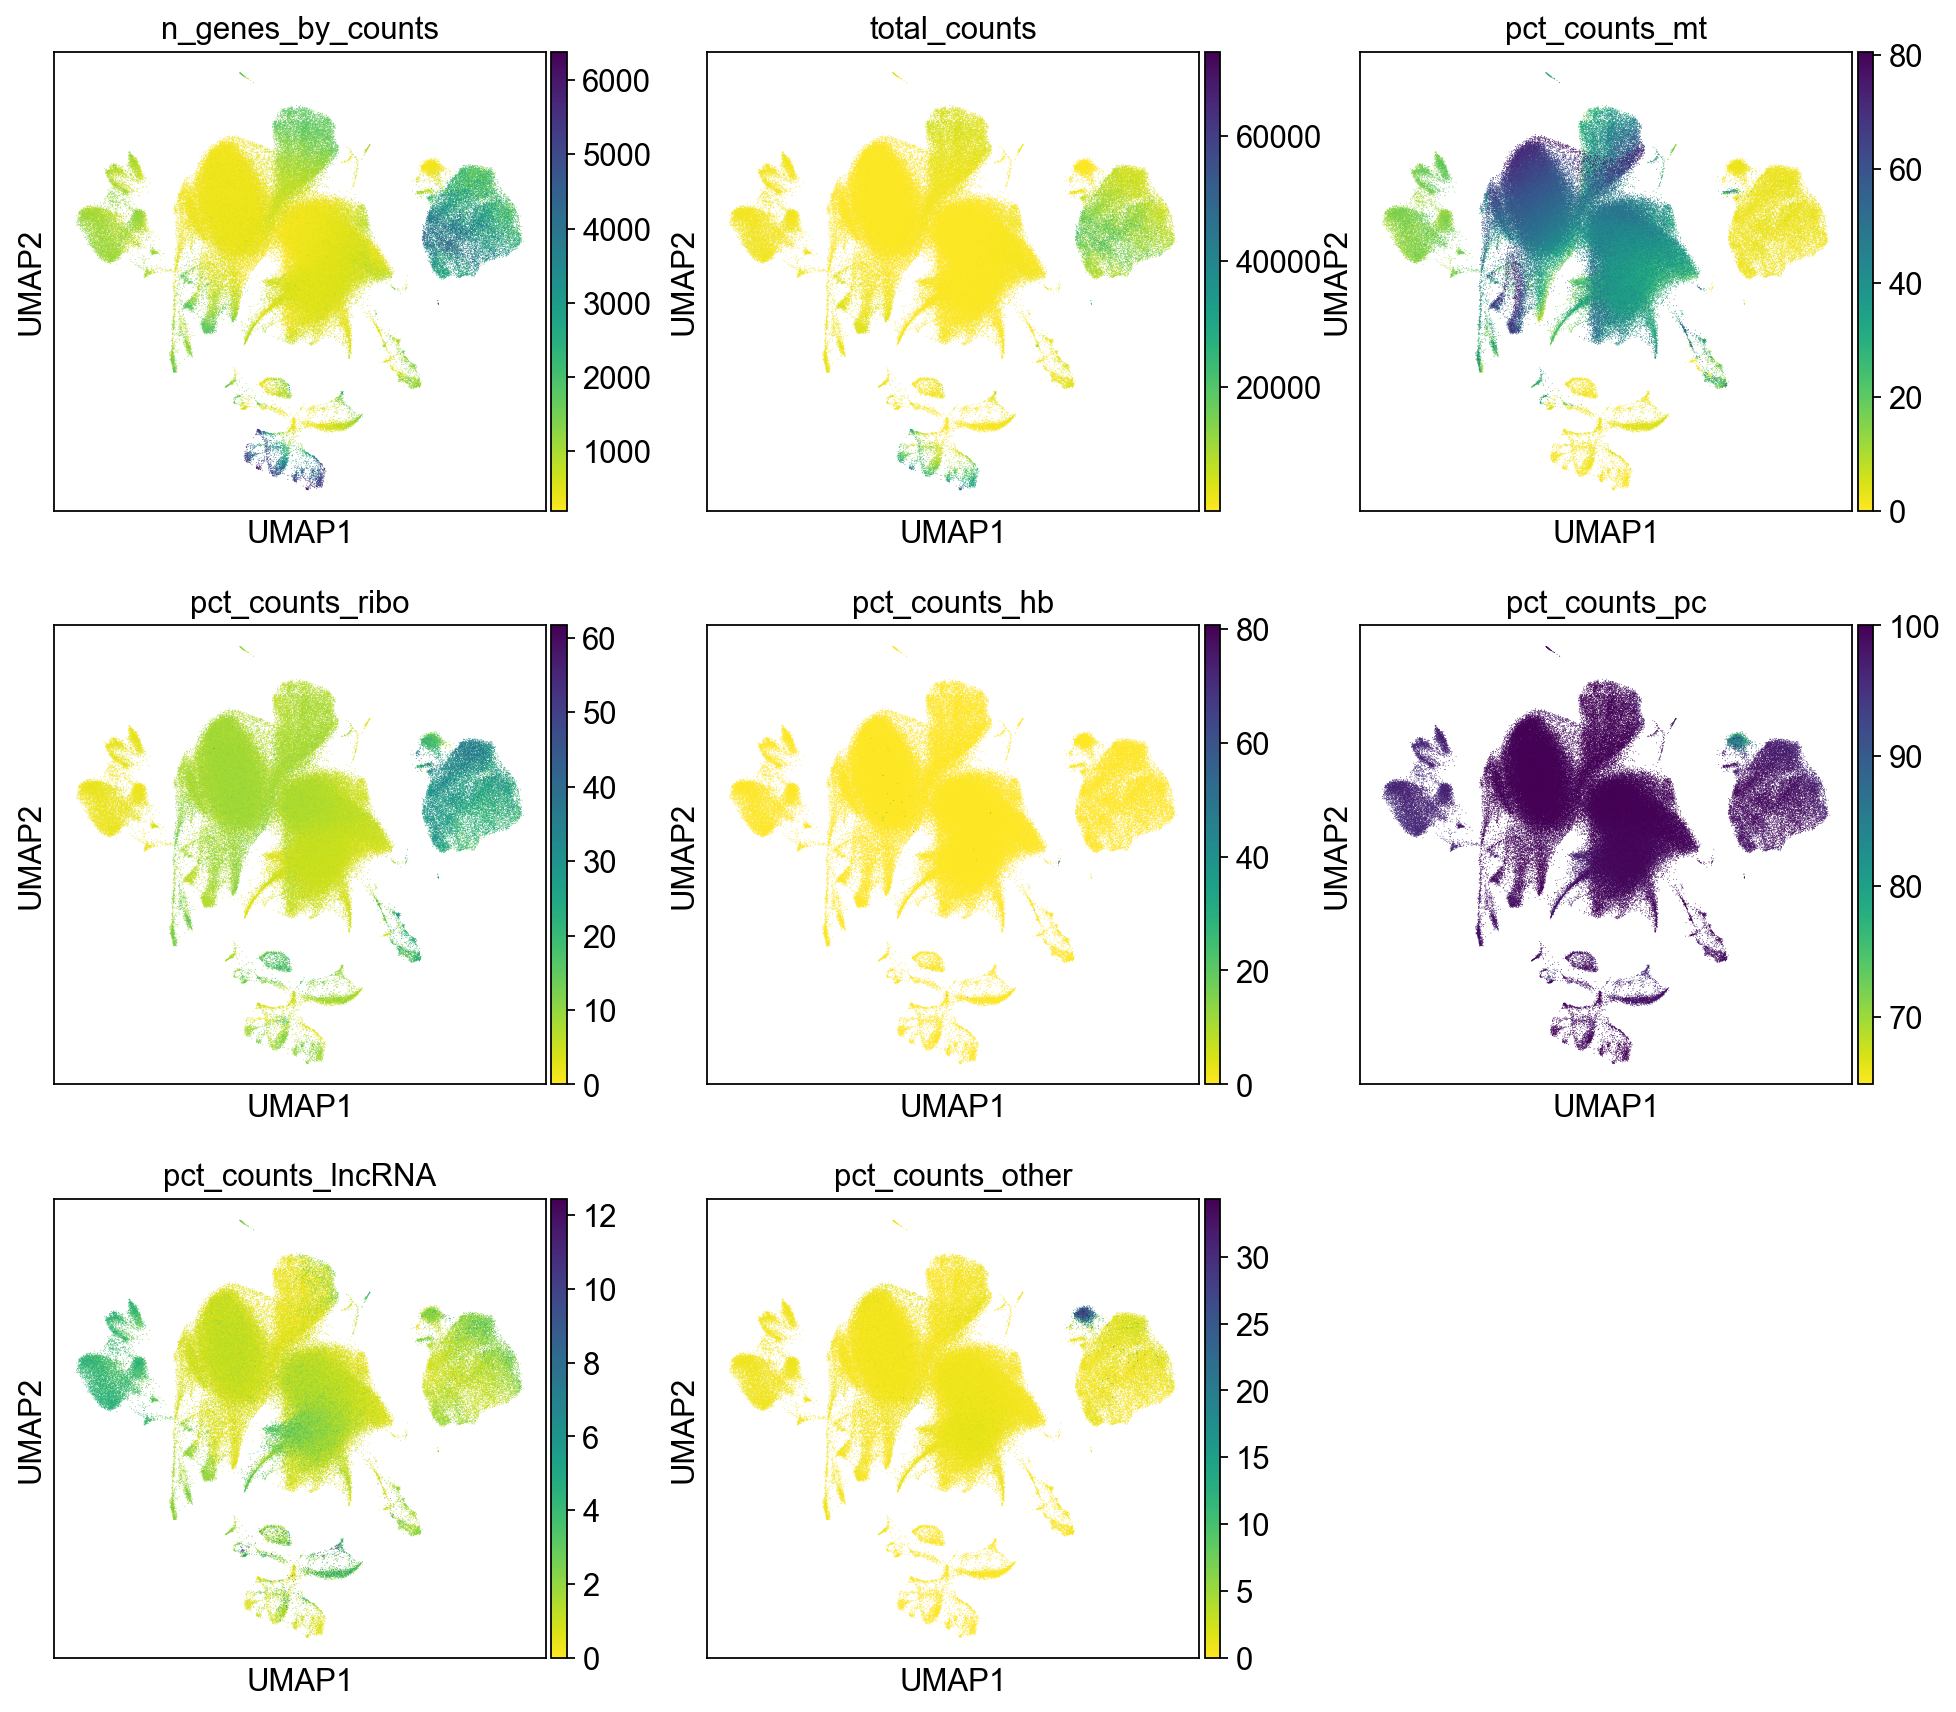 n_genes_by_counts
6000
5000
4000
3000
2000
1000
UMAP2
UMAP1
total_counts
60000
40000
20000
UMAP2
UMAP1
pct_counts_mt
80
60
40
20
0
UMAP2
UMAP1
pct_counts_ribo
60
50
40
30
20
10
0
UMAP2
UMAP1
pct_counts_hb
80
60
40
20
0
UMAP2
UMAP1
pct_counts_pc
100
90
80
70
UMAP2
UMAP1
pct_counts_lncRNA
12
10
8
6
4
2
0
UMAP2
UMAP1
pct_counts_other
30
25
20
15
10
5
0
UMAP2
UMAP1